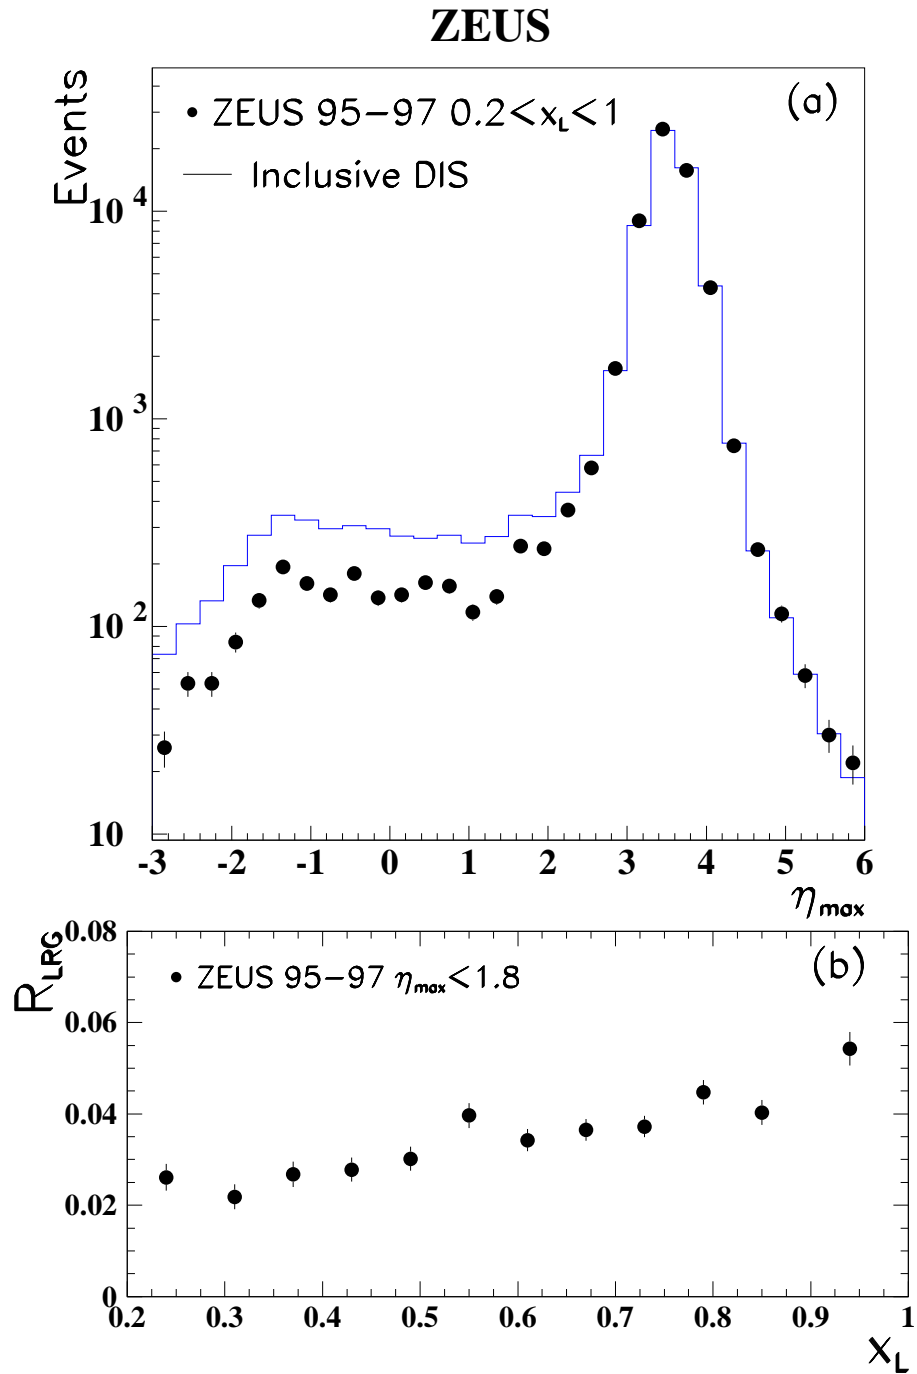 ZEUS
Events
(a)
ZEUS 95-97 0.2<xL<1
Inclusive DIS
10 4
10 3
10 2
10
-3 -2 -1 0 1 2 3 4 5 6
ηmax
RLRG
(b)
ZEUS 95-97 ηmax<1.8
0.08
0.06
0.04
0.02
0
0.2 0.3 0.4 0.5 0.6 0.7 0.8 0.9 1
xL